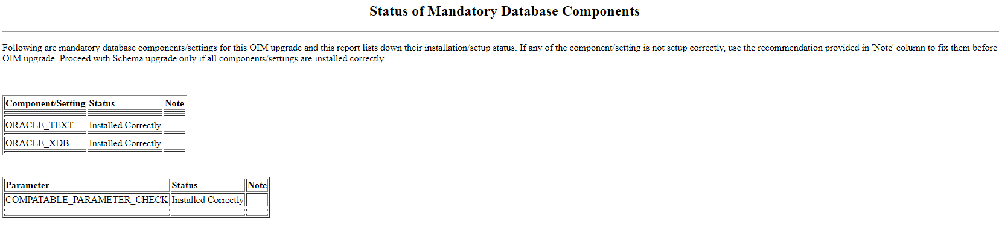 Status of Mandatory Database Components
Following are mandatory database components/settings for this OIM upgrade and this report lists down their installation/setup status. If any of the component/setting is not setup correctly, use the recommendation provided in 'Note' column to fix them before
OIM upgrade. Proceed with Schema upgrade only if all components/settings are installed correctly.
Component/Setting Status Note
ORACLE_TEXT Installed Correctly
ORACLE_XDB Installed Correctly
Parameter Status Note
COMPATABLE_PARAMETER_CHECK Installed Correctly